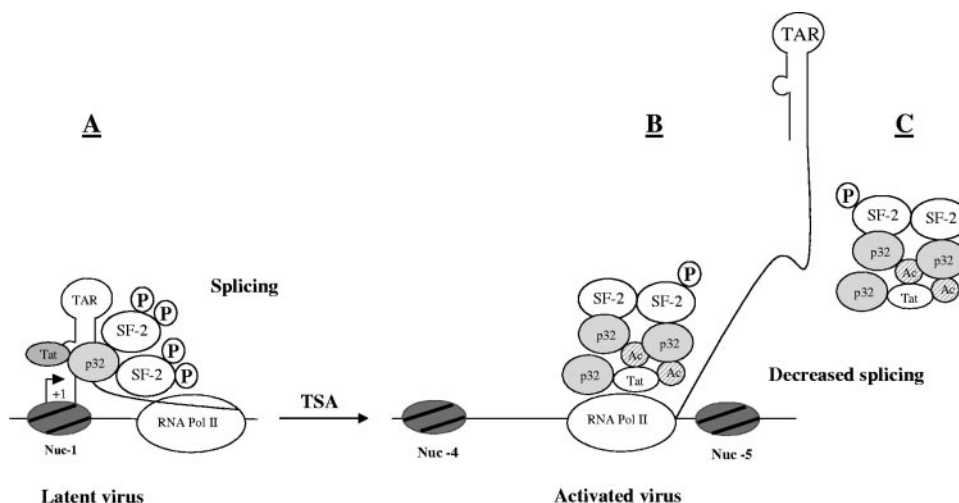 TAR
A
B
C
P
SF-2
SF-2
p32
p32
Ac
p32
Tat
Ac
P
SF-2
SF-2
p32
p32
Ac
p32
Tat
Ac
Splicing
TAR
P
P
SF-2
Tat
p32
P
P
SF-2
+1
RNA Pol II
Nuc-1
TSA
RNA Pol II
Nuc -4
Nuc -5
Decreased splicing
Latent virus
Activated virus